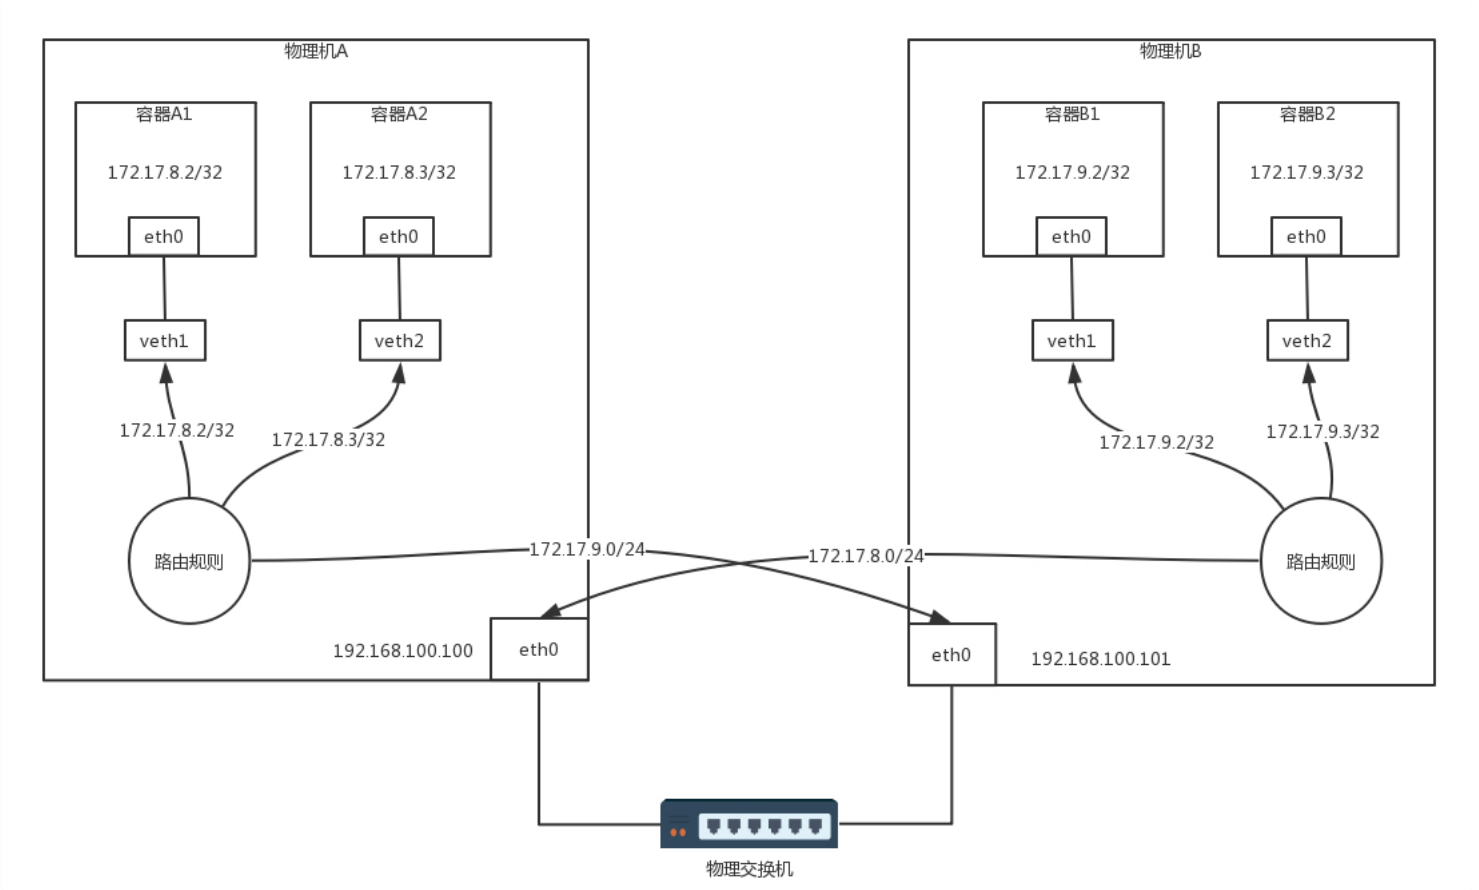 物理机A
容器A1
172.17.8.2/32
eth0
veth1
容器A2
172.17.8.3/32
eth0
veth2
172.17.8.2/32
172.17.8.3/32
路由规则
172.17.9.0/24
192.168.100.100
eth0
物理机B
容器B1
172.17.9.2/32
eth0
veth1
容器B2
172.17.9.3/32
eth0
veth2
172.17.9.2/32
172.17.9.3/32
172.17.8.0/24
路由规则
eth0
192.168.100.101
物理交换机